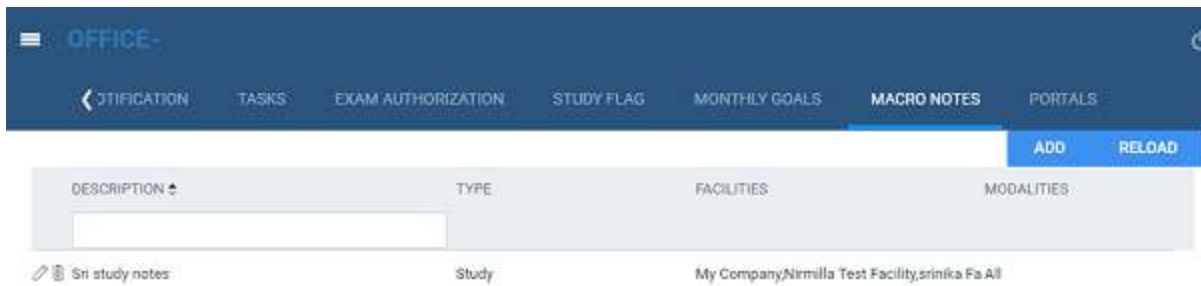 OFFICE-
OTIFICATION TASKS EXAM AUTHORIZATION STUDY FLAG MONTHLY GOALS MACRO NOTES PORTALS
ADD RELOAD
DESCRIPTION TYPE FACILITIES MODALITIES
Sri study notes Study My Company,Nirmilla Test Facility,srinika Fa All